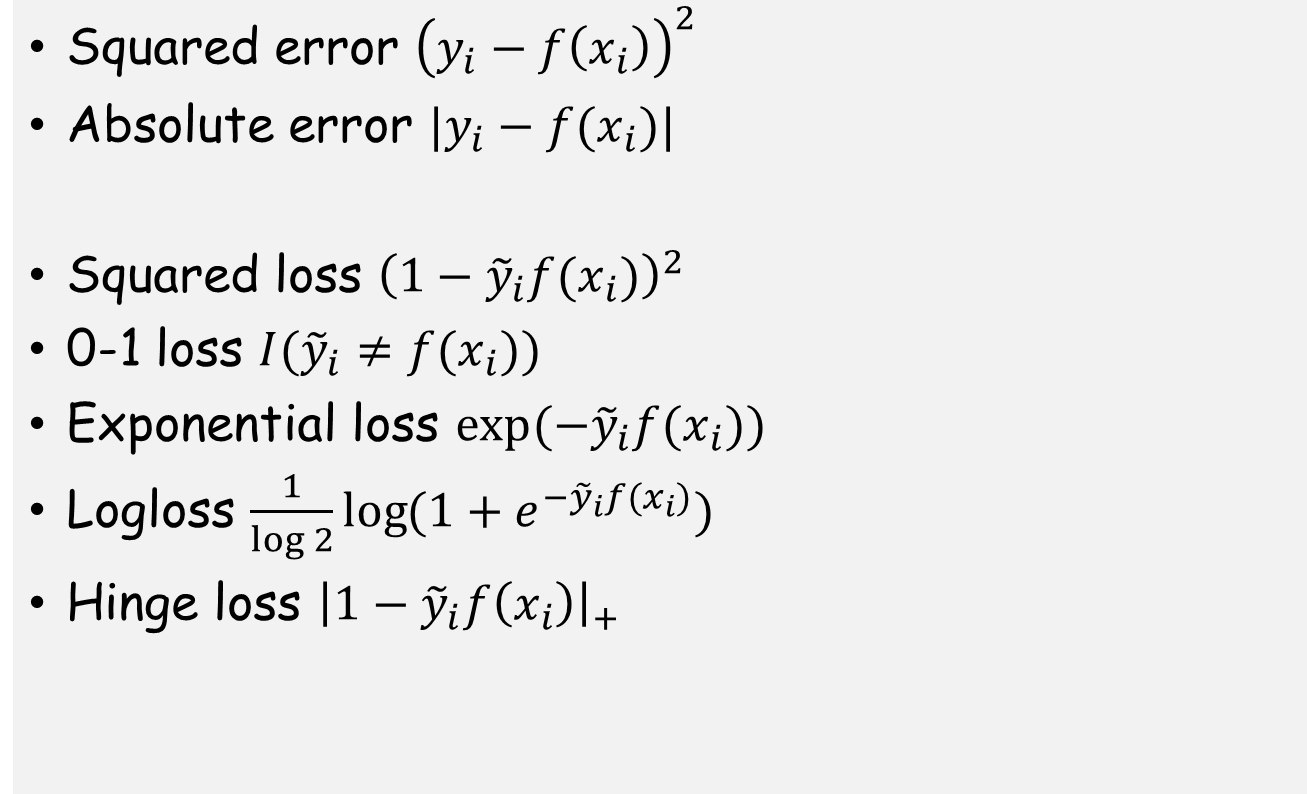 • Squared error (yᵢ − f(xᵢ))²
• Absolute error |yᵢ − f(xᵢ)|
• Squared loss (1 − ỹᵢf(xᵢ))²
• 0-1 loss I(ỹᵢ ≠ f(xᵢ))
• Exponential loss exp(−ỹᵢf(xᵢ))
• Logloss \frac{1}{\log 2} log(1 + e^{−ỹᵢf(xᵢ)})
• Hinge loss |1 − ỹᵢf(xᵢ)|₊